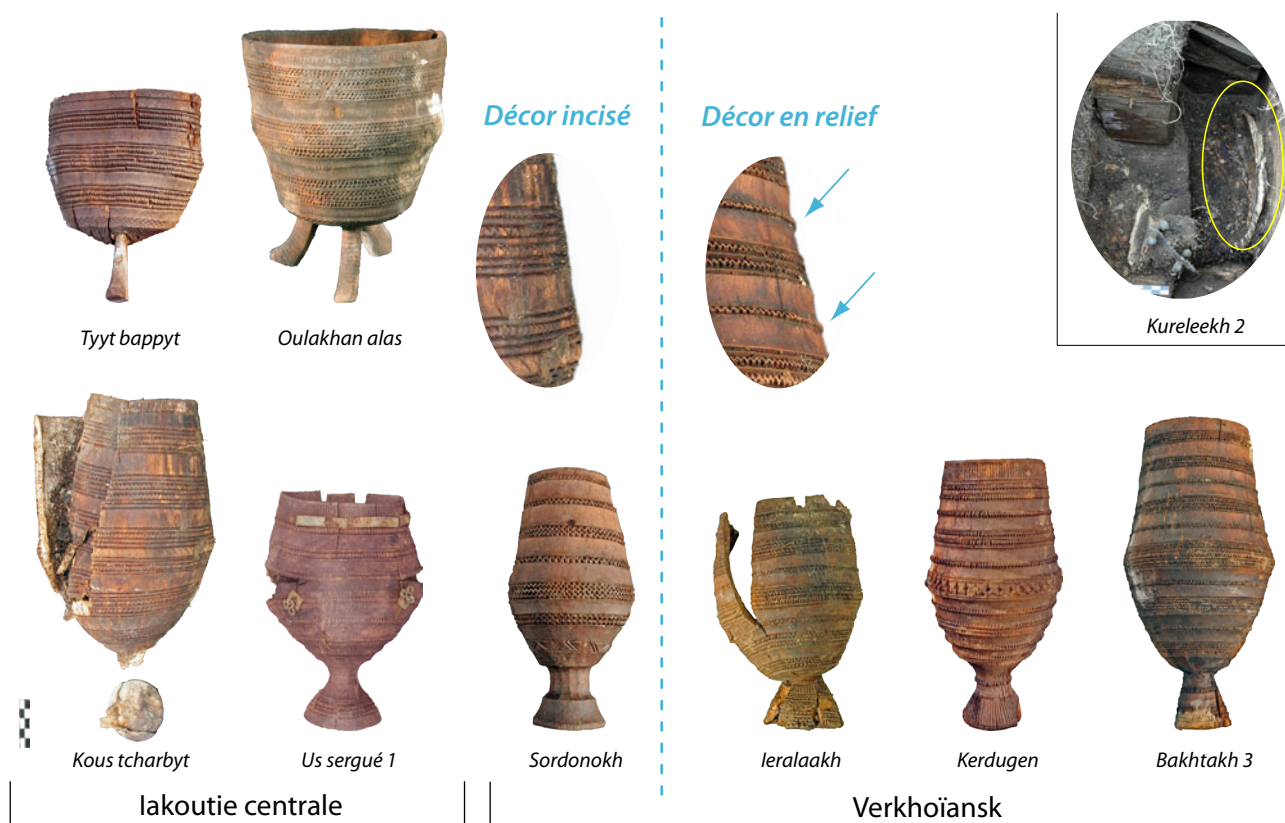 Décor incisé
Décor en relief
Tyyt bappyt
Oulakhan alas
Kureleekh 2
Kous tcharbyt
Us sergué 1
Sordonokh
Ieralaakh
Kerdugen
Bakhtakh 3
Iakoutie centrale
Verkhoïansk